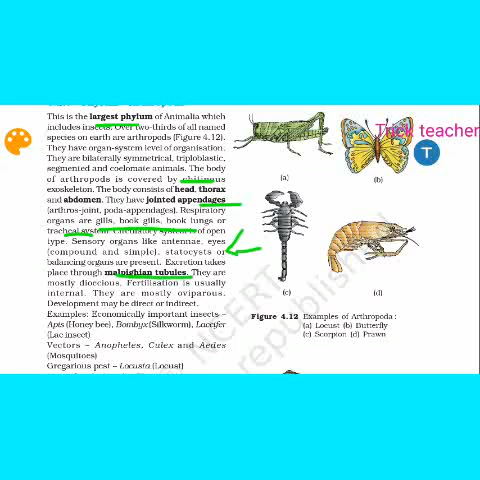 This is the largest phylum of Animalia which
includes insects. Over two-thirds of all named
species on earth are arthropods (Figure 4.12).
They have organ-system level of organisation.
They are bilaterally symmetrical, triploblastic,
segmented and coelomate animals. The body
of arthropods is covered by chitinous
exoskeleton. The body consists of head, thorax
and abdomen. They have jointed appendages
(arthros-joint, poda-appendages). Respiratory
organs are gills, book gills, book lungs or
tracheal system. Circulatory system is of open
type. Sensory organs like antennae, eyes
(compound and simple), statocysts or
balancing organs are present. Excretion takes
place through malpighian tubules. They are
mostly dioecious. Fertilisation is usually
internal. They are mostly oviparous.
Development may be direct or indirect.
Examples: Economically important insects –
Apis (Honey bee), Bombyx (Silkworm), Laccifer
(Lac insect)
Vectors – Anopheles, Culex and Aedes
(Mosquitoes)
Gregarious pest – Locusta (Locust)
Teck teacher
T
(a)
(b)
(c)
(d)
Figure 4.12 Examples of Arthropoda :
(a) Locust (b) Butterfly
(c) Scorpion (d) Prawn
NCERT
republished